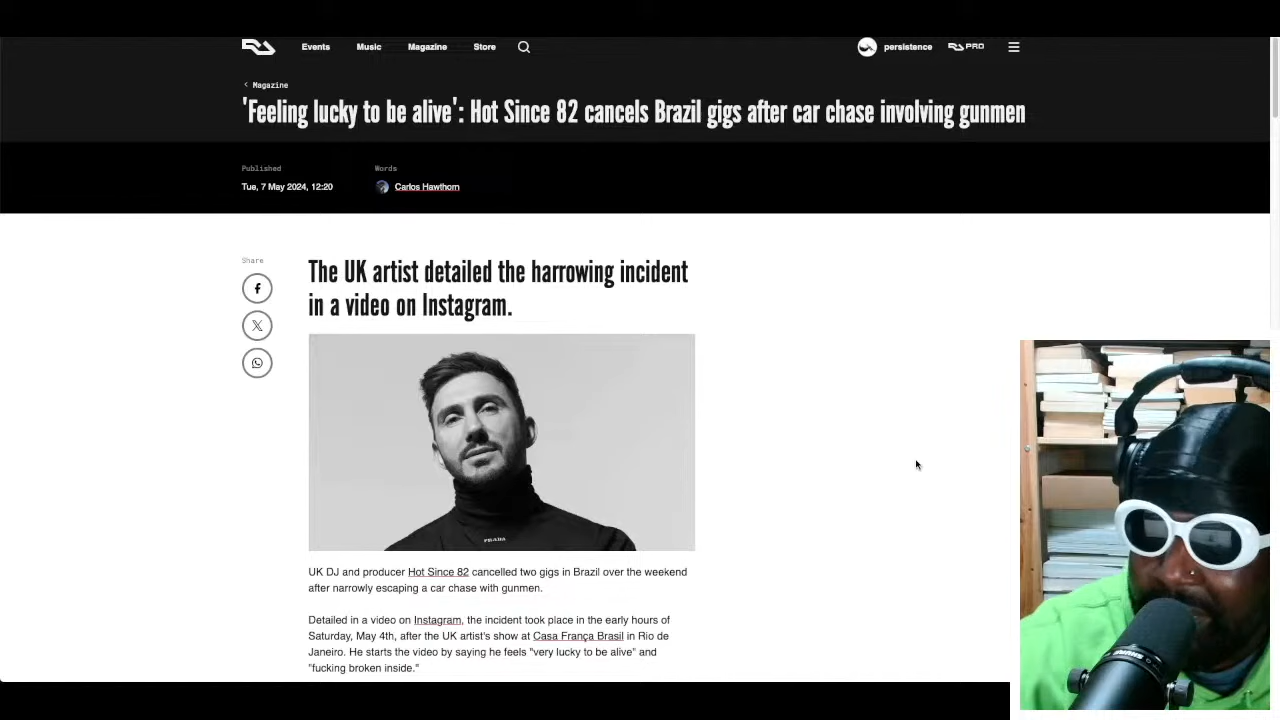 Events Music Magazine Store
persistence
RA PRO
< Magazine
'Feeling lucky to be alive': Hot Since 82 cancels Brazil gigs after car chase involving gunmen
Published
Words
Tue, 7 May 2024, 12:20
Carlos Hawthorn
Share
The UK artist detailed the harrowing incident
in a video on Instagram.
PRADA
UK DJ and producer Hot Since 82 cancelled two gigs in Brazil over the weekend
after narrowly escaping a car chase with gunmen.
Detailed in a video on Instagram, the incident took place in the early hours of
Saturday, May 4th, after the UK artist's show at Casa França Brasil in Rio de
Janeiro. He starts the video by saying he feels "very lucky to be alive" and
"fucking broken inside."